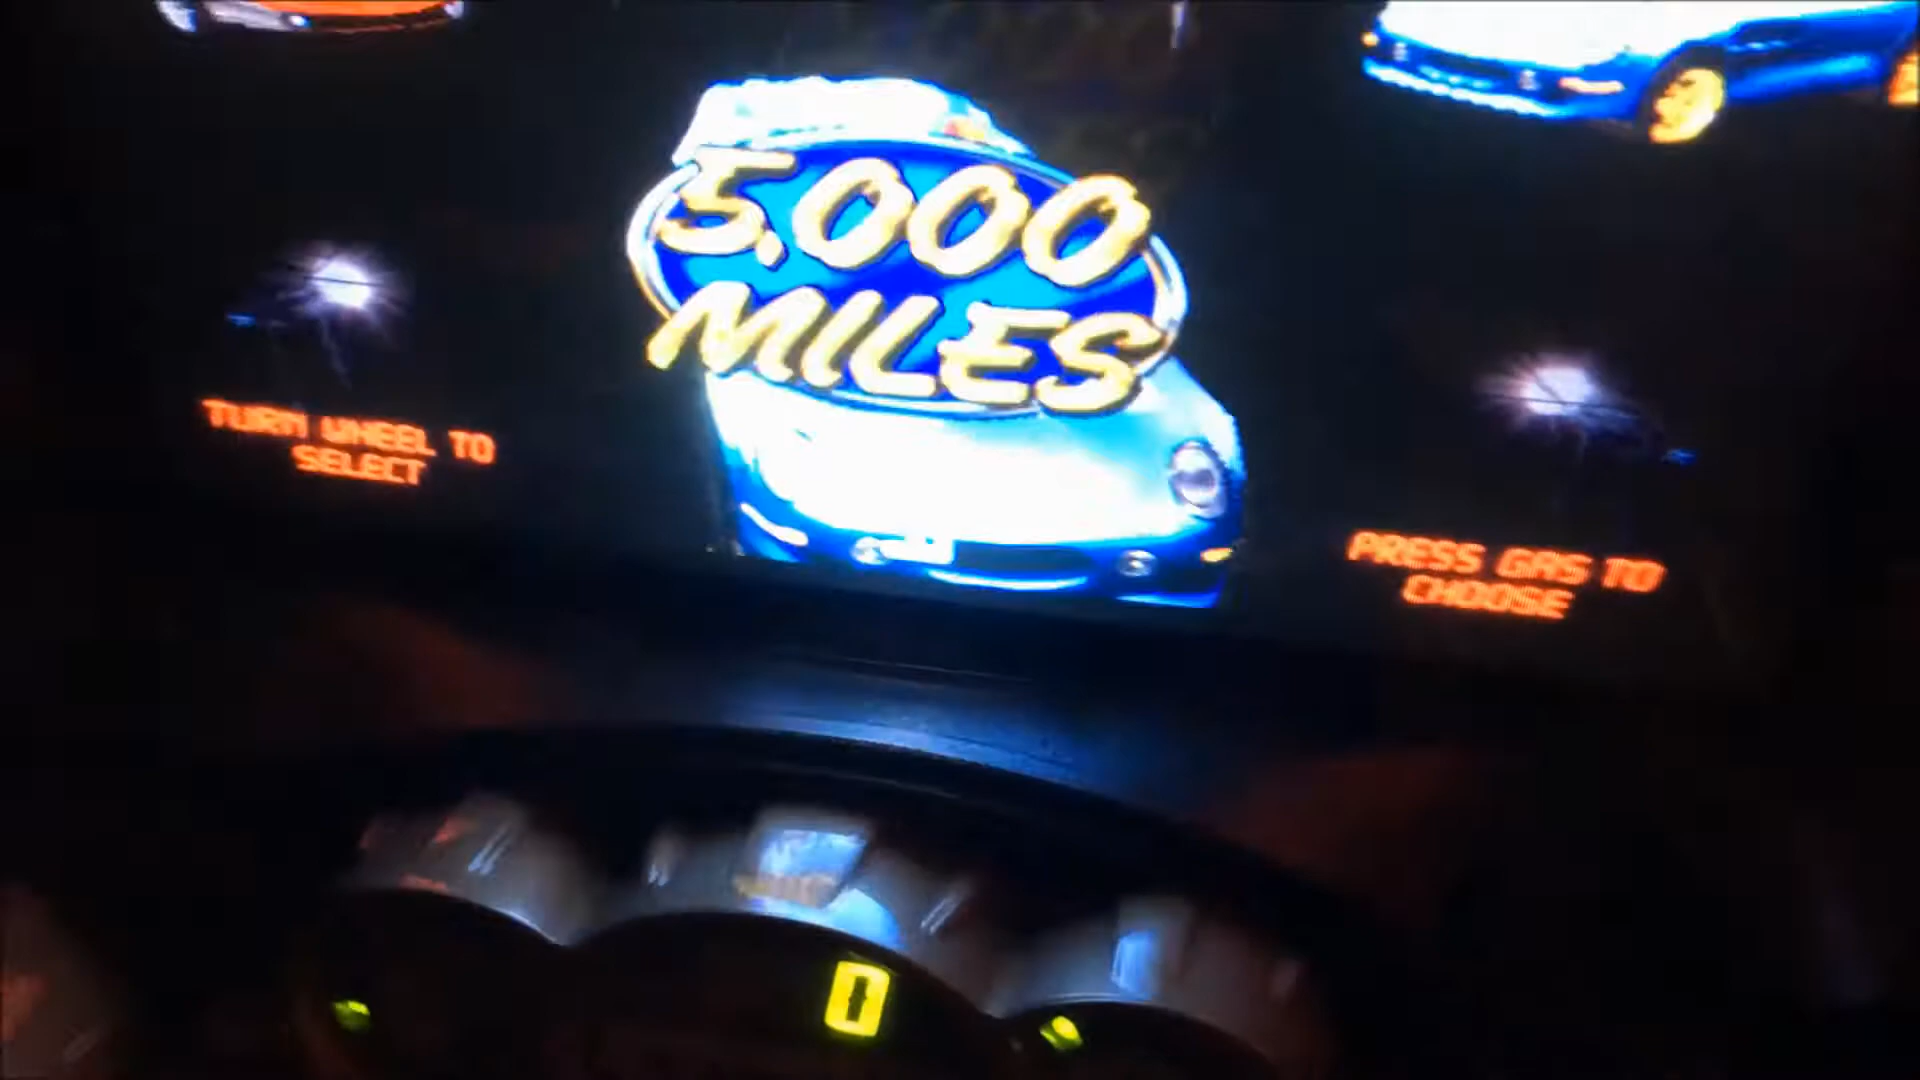 5,000
MILES
TURN WHEEL TO
SELECT
PRESS GAS TO
CHOOSE
0